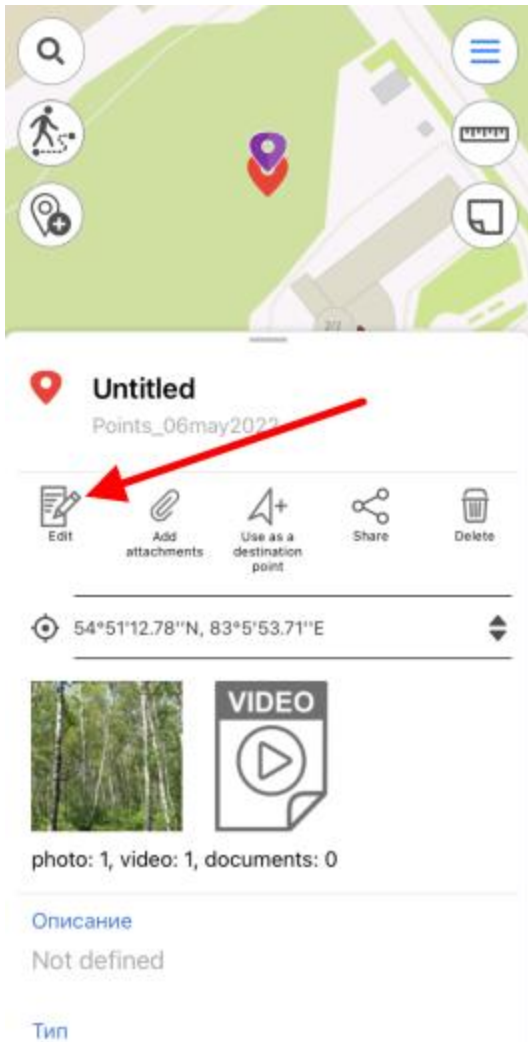 Untitled
Points_06may2022
Edit
Add
attachments
Use as a
destination
point
Share
Delete
54°51'12.78''N, 83°5'53.71''E
VIDEO
photo: 1, video: 1, documents: 0
Описание
Not defined
Тип